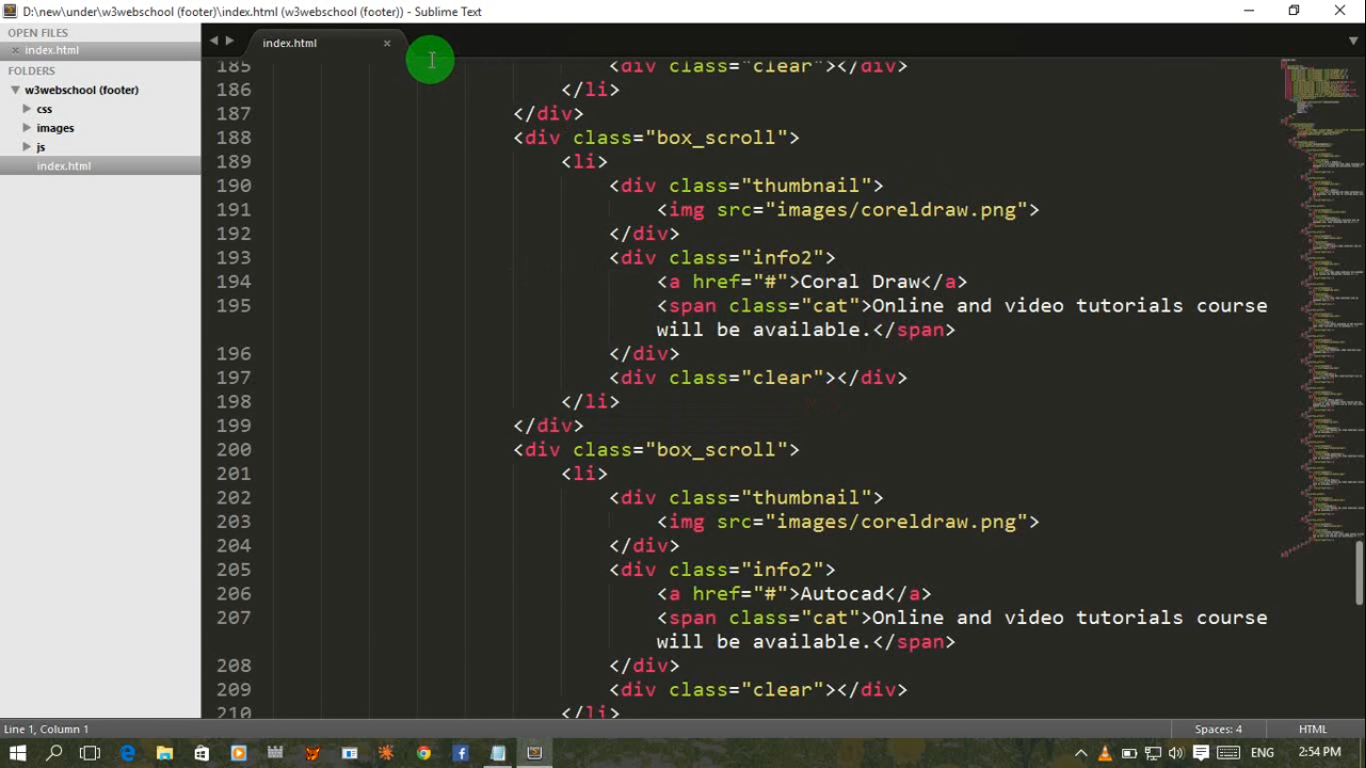 D:\new\under\w3webschool (footer)\index.html (w3webschool (footer)) - Sublime Text
OPEN FILES
index.html
FOLDERS
w3webschool (footer)
css
images
js
index.html
index.html
185 <div class="clear"></div>
186 </li>
187 </div>
188 <div class="box_scroll">
189 <li>
190 <div class="thumbnail">
191 <img src="images/coreldraw.png">
192 </div>
193 <div class="info2">
194 <a href="#">Coral Draw</a>
195 <span class="cat">Online and video tutorials course
will be available.</span>
196 </div>
197 <div class="clear"></div>
198 </li>
199 </div>
200 <div class="box_scroll">
201 <li>
202 <div class="thumbnail">
203 <img src="images/coreldraw.png">
204 </div>
205 <div class="info2">
206 <a href="#">Autocad</a>
207 <span class="cat">Online and video tutorials course
will be available.</span>
208 </div>
209 <div class="clear"></div>
210 </li>
Line 1, Column 1
Spaces: 4
HTML
ENG
2:54 PM